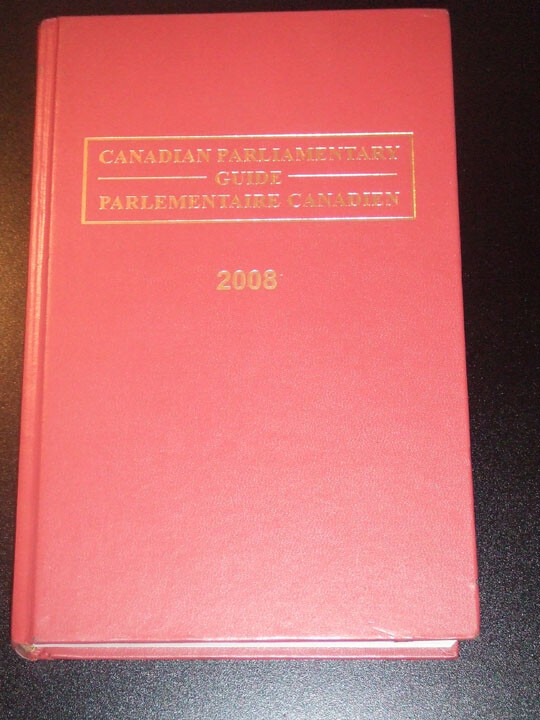 CANADIAN PARLIAMENTARY
GUIDE
PARLEMENTAIRE CANADIEN
2008